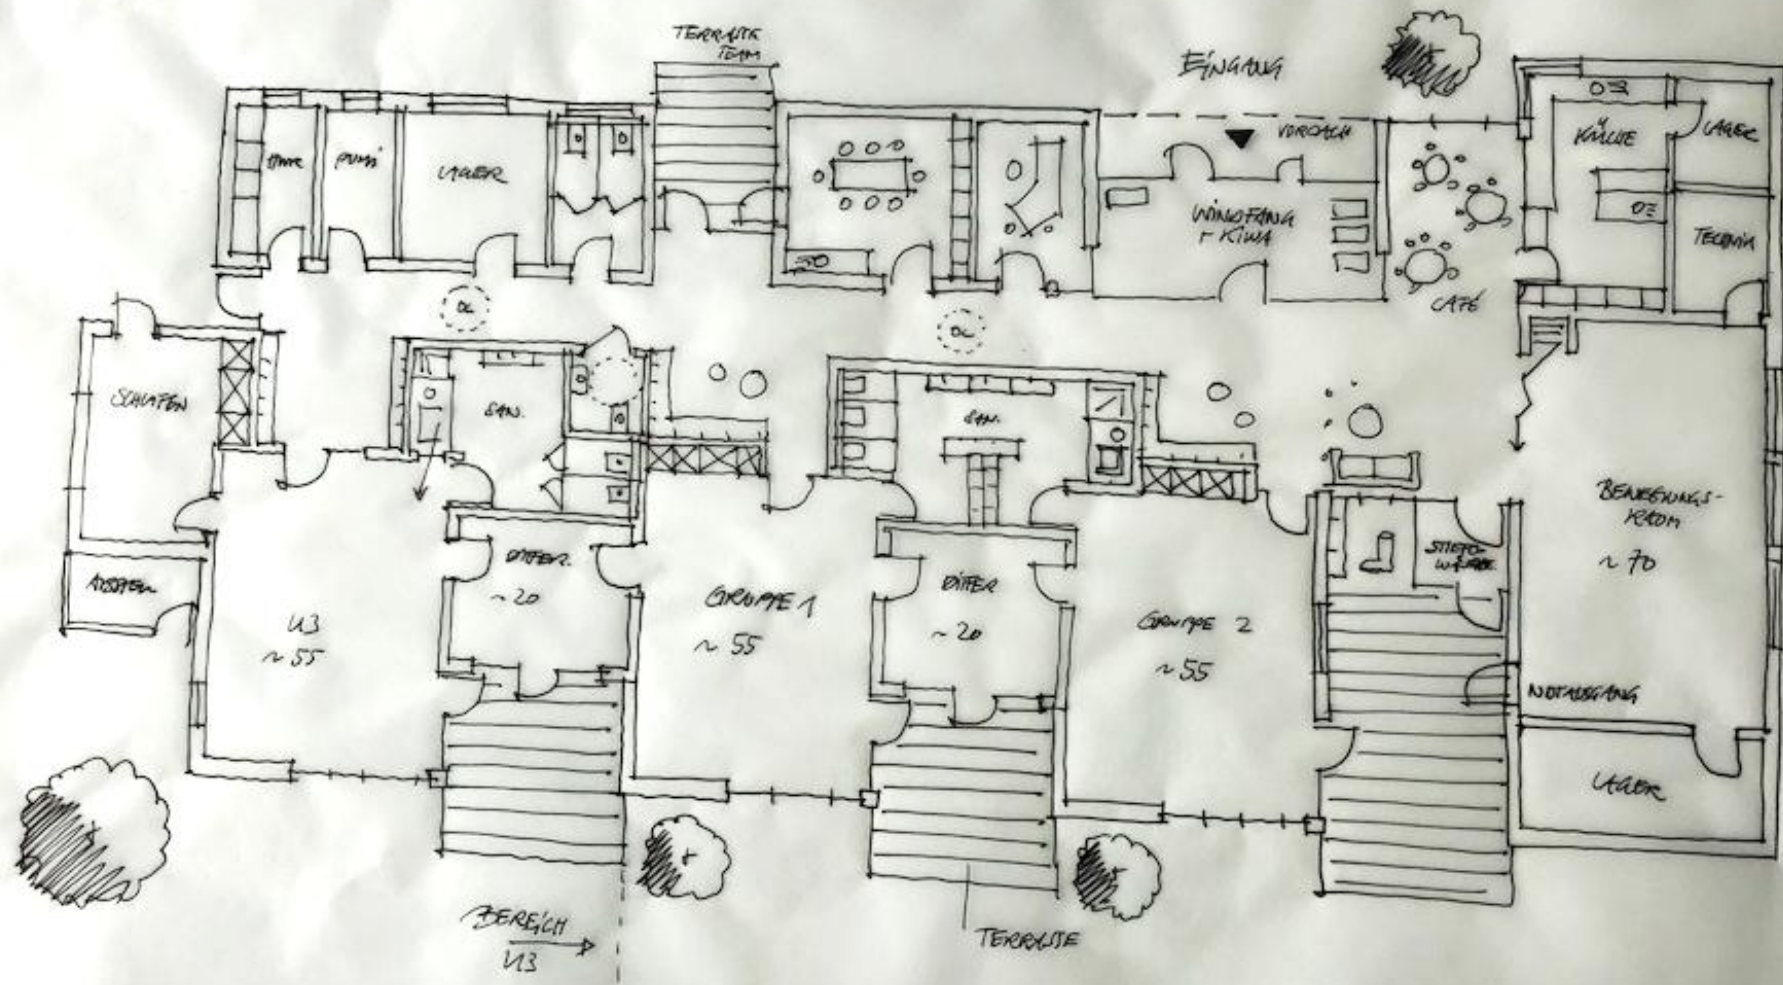 TERRASSE
TEAM
EINGANG
VORDACH
KÜCHE
LAGER
PUMI
LAGER
WINDFANG
+ KIWA
TECHNIK
CAFÉ
SCHLAFEN
SAN.
SAN.
BEWEGUNGS-
RAUM
~ 70
DIFFER.
~ 20
DIFFER
~ 20
U3
~ 55
GRUPPE 1
~ 55
GRUPPE 2
~ 55
NOTAUSGANG
LAGER
BEREICH
U3
TERRASSE